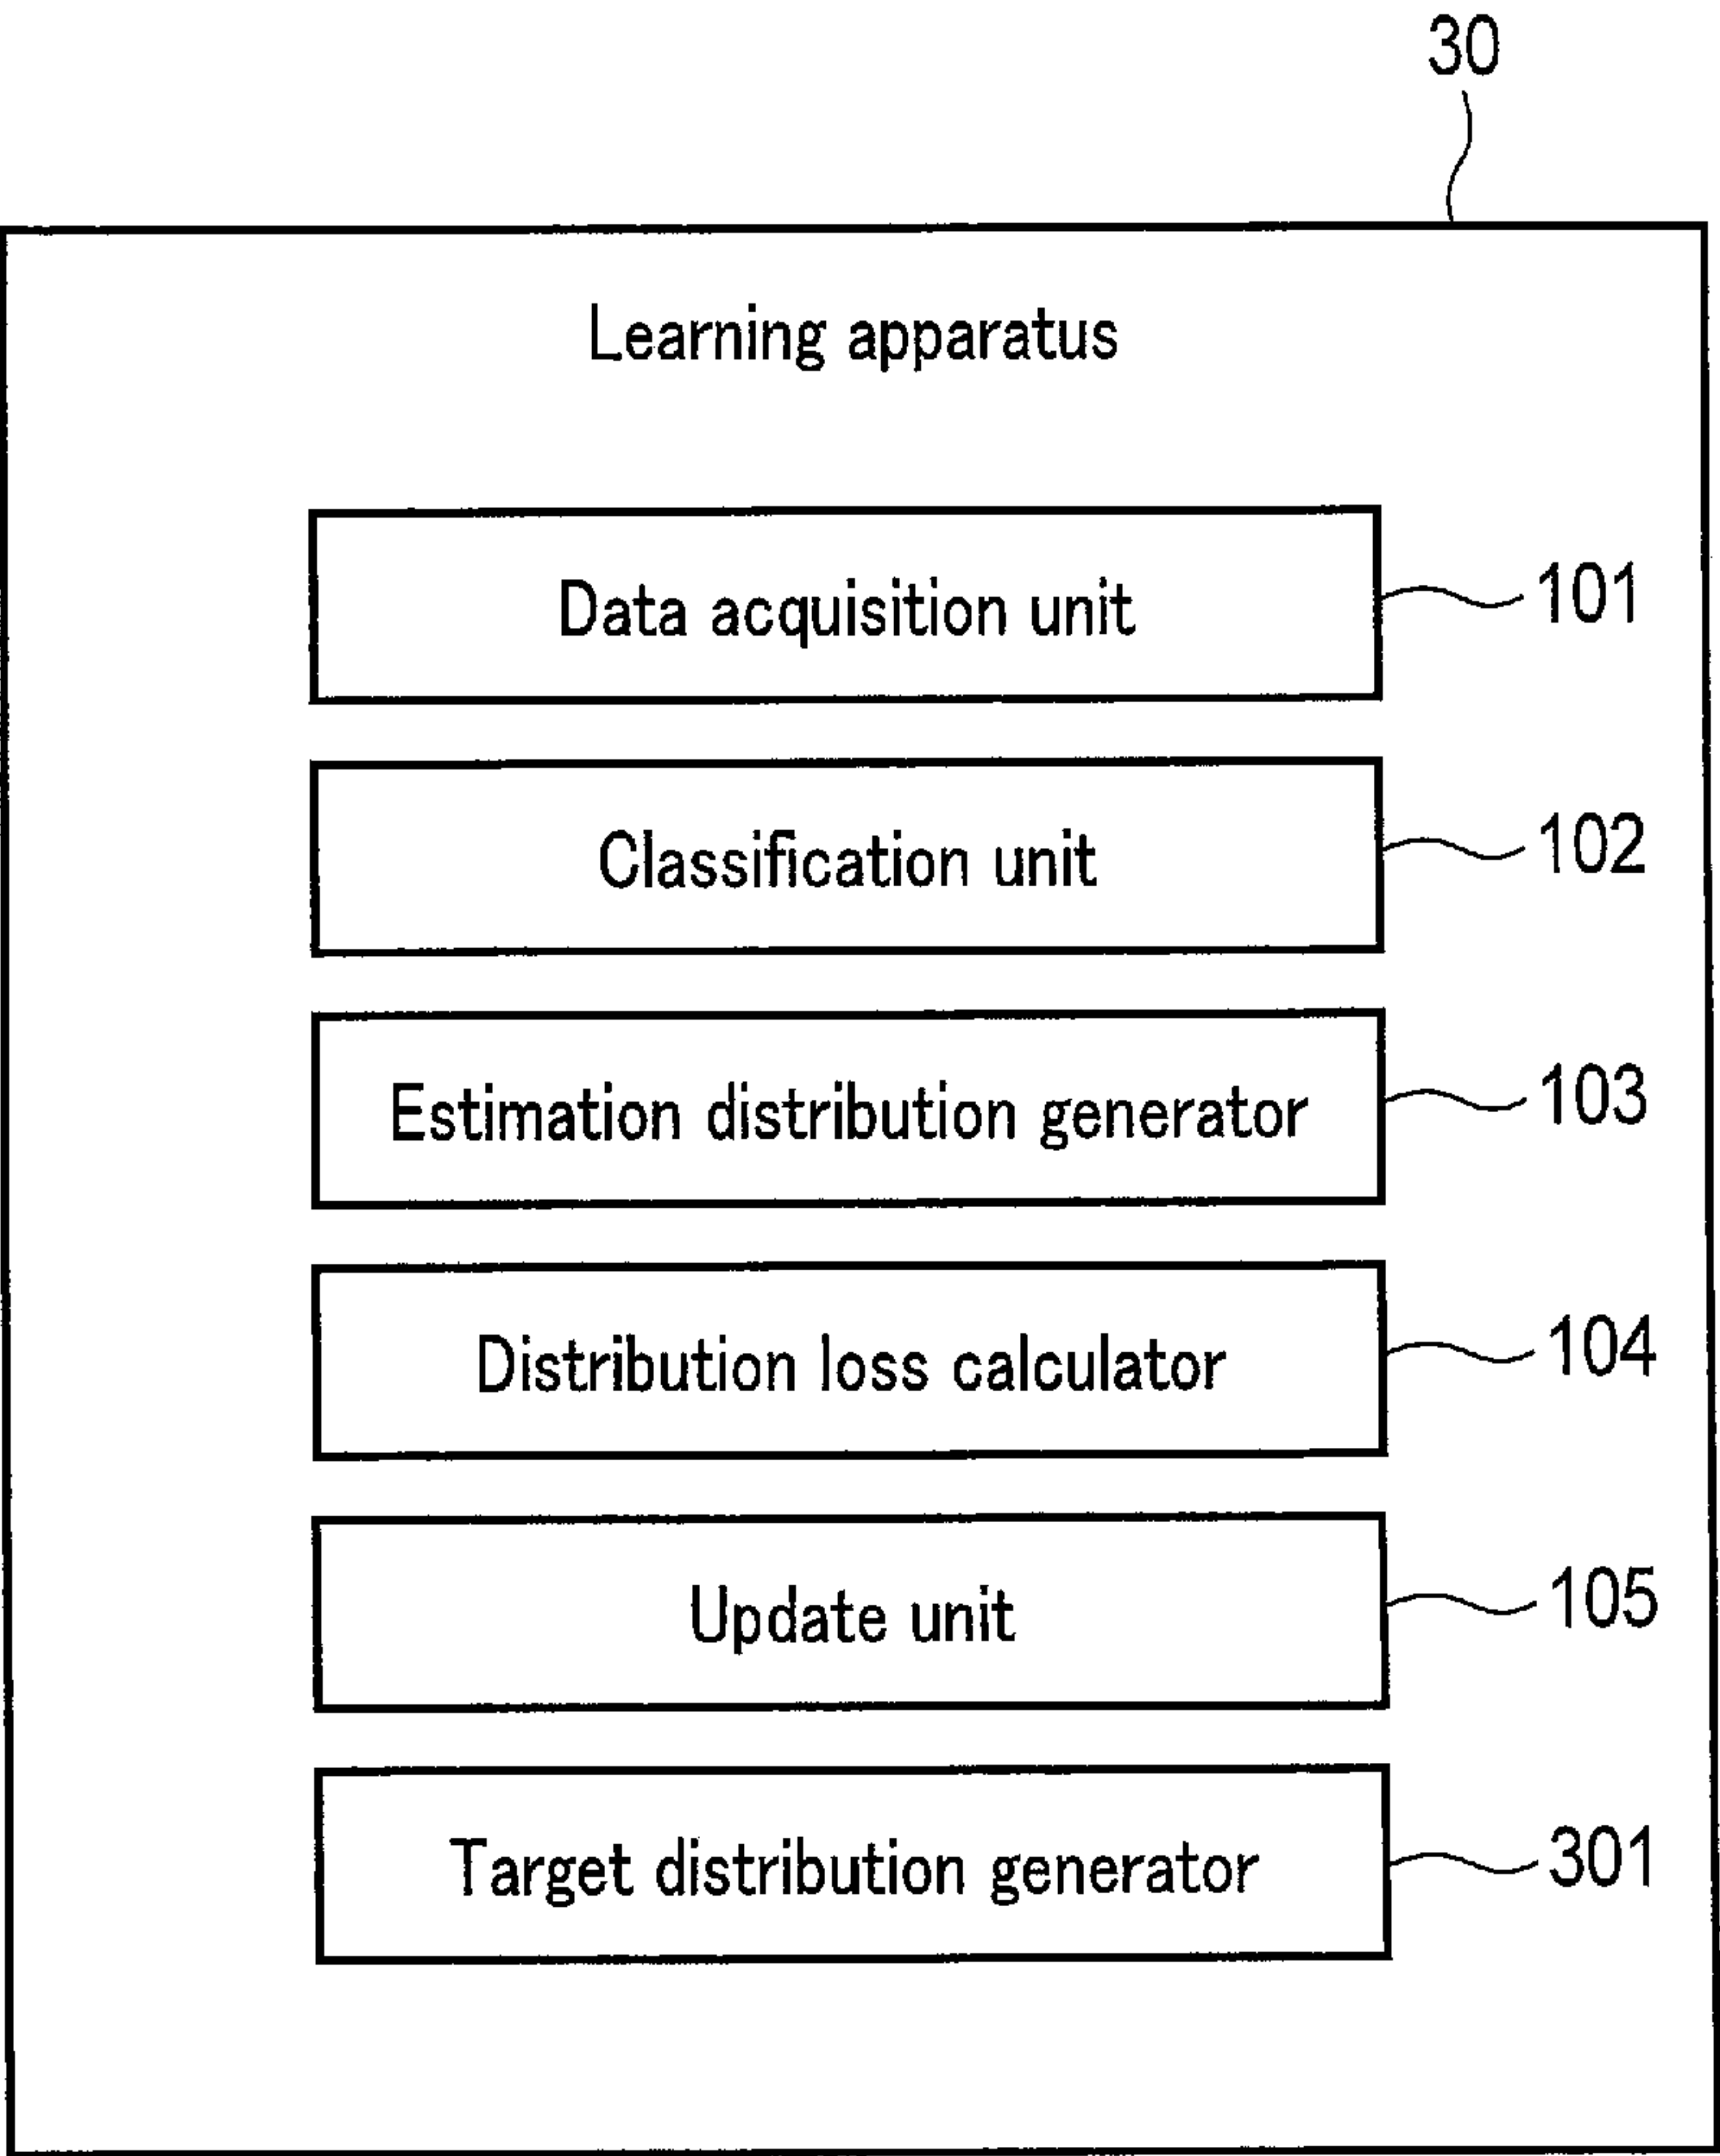 30
Learning apparatus
Data acquisition unit 101
Classification unit 102
Estimation distribution generator 103
Distribution loss calculator 104
Update unit 105
Target distribution generator 301